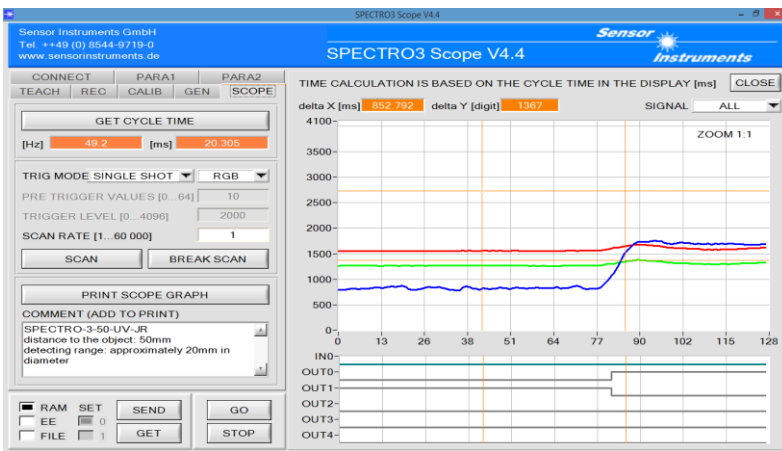 SPECTRO3 Scope V4.4
Sensor Instruments GmbH
Tel. ++49 (0) 8544-9719-0
www.sensorinstruments.de
SPECTRO3 Scope V4.4
Sensor
Instruments
CONNECT PARA1 PARA2
TEACH REC CALIB GEN SCOPE
GET CYCLE TIME
[Hz] 49.2 [ms] 20.305
TRIG MODE SINGLE SHOT RGB
PRE TRIGGER VALUES [0...64] 10
TRIGGER LEVEL [0...4096] 2000
SCAN RATE [1...60 000] 1
SCAN BREAK SCAN
PRINT SCOPE GRAPH
COMMENT (ADD TO PRINT)
SPECTRO-3-50-UV-JR
distance to the object: 50mm
detecting range: approximately 20mm in
diameter
RAM SET SEND GO
EE 0
FILE 1 GET STOP
TIME CALCULATION IS BASED ON THE CYCLE TIME IN THE DISPLAY [ms] CLOSE
delta X [ms] 852.792 delta Y [digit] 1367 SIGNAL ALL
ZOOM 1:1
4100
3500
3000
2500
2000
1500
1000
500
0
0 13 26 38 51 64 77 90 102 115 128
IN0
OUT0
OUT1
OUT2
OUT3
OUT4